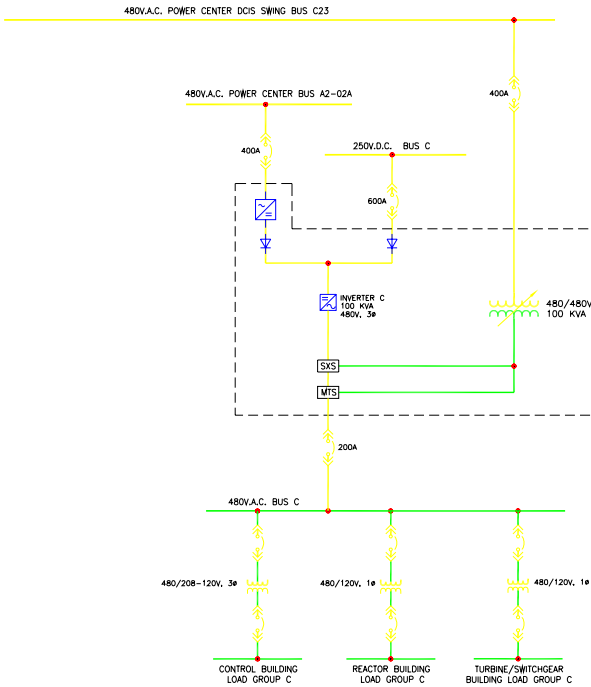 480V.A.C. POWER CENTER DCIS SWING BUS C23
400A
480V.A.C. POWER CENTER BUS A2-02A
400A
250V.D.C. BUS C
600A
INVERTER C
100 KVA
480V, 3ø
480/480V
100 KVA
SXS
MTS
200A
480V.A.C. BUS C
480/208-120V, 3ø
480/120V, 1ø
480/120V, 1ø
CONTROL BUILDING
LOAD GROUP C
REACTOR BUILDING
LOAD GROUP C
TURBINE/SWITCHGEAR
BUILDING LOAD GROUP C